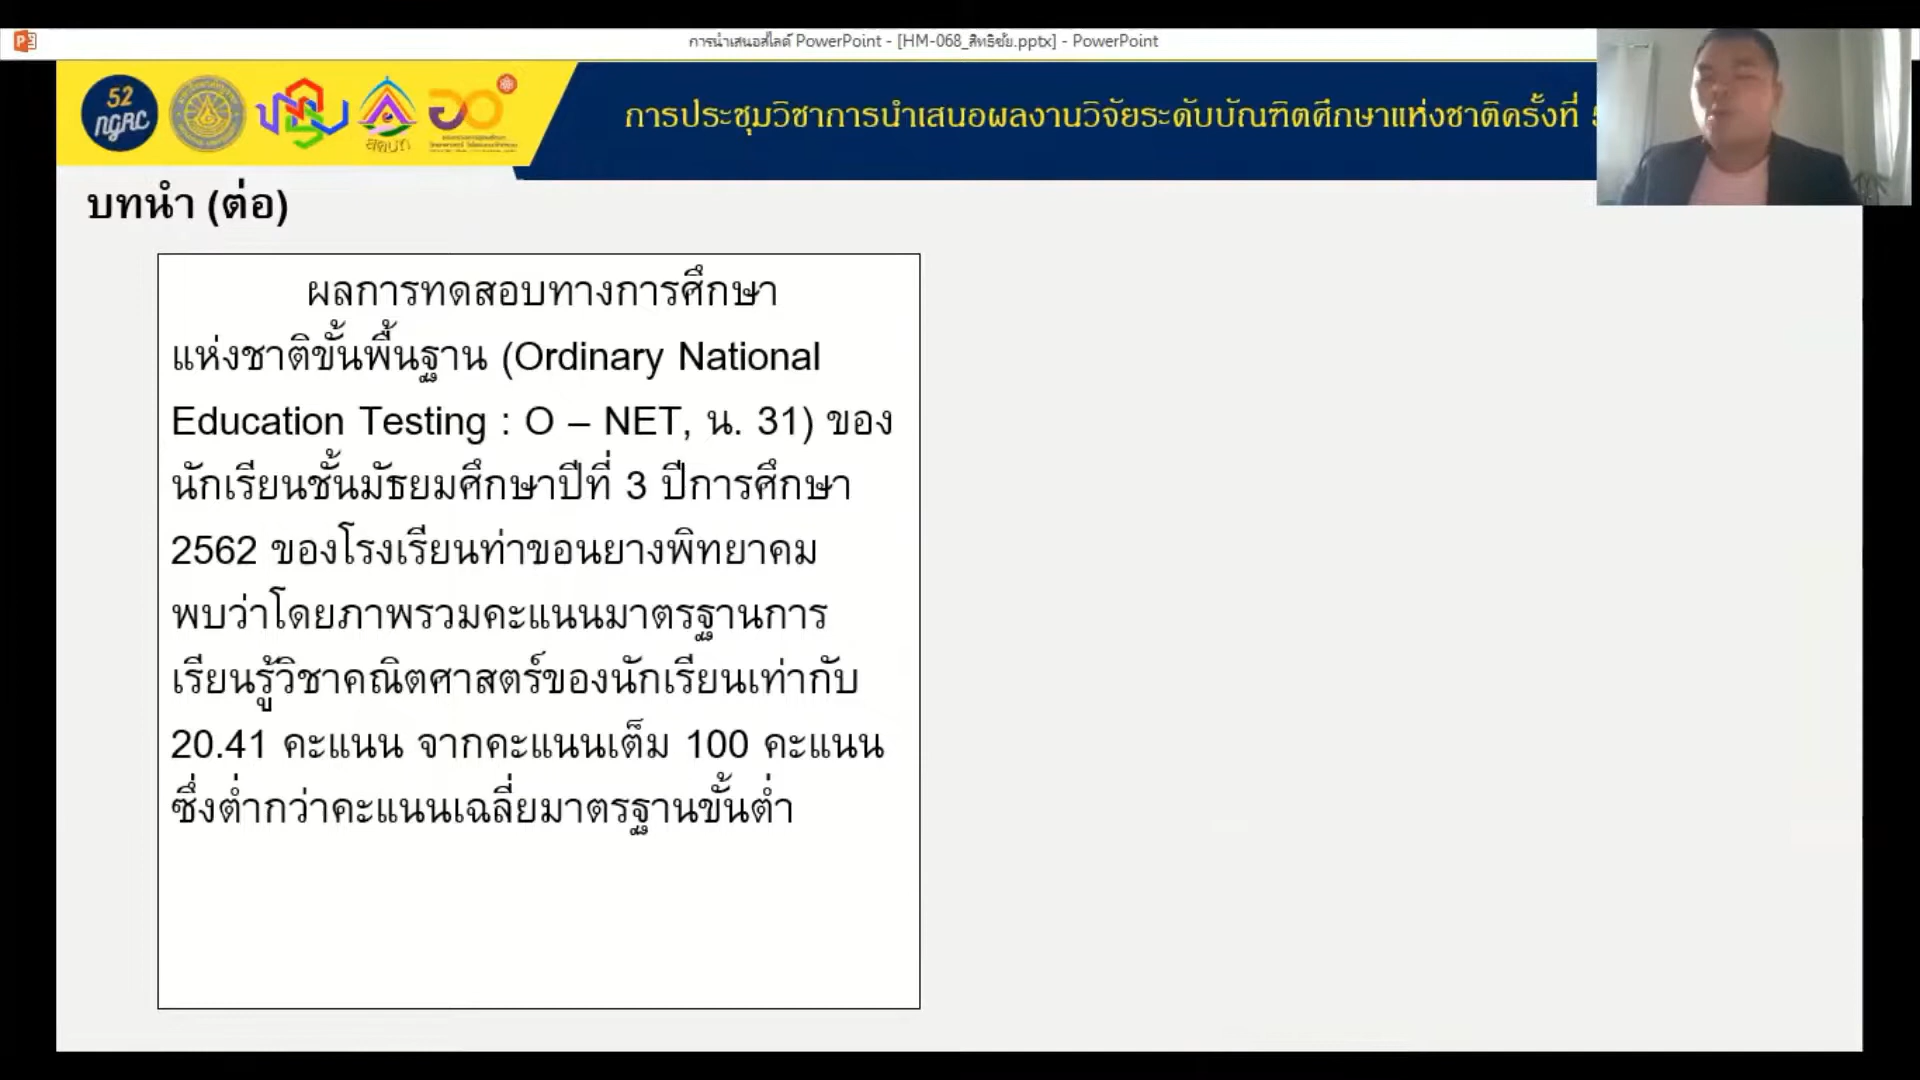 การนำเสนอสไลด์ PowerPoint - [HM-068_สิทธิชัย.pptx] - PowerPoint
52
NGRC
สคบท
การประชุมวิชาการนำเสนอผลงานวิจัยระดับบัณฑิตศึกษาแห่งชาติครั้งที่
บทนำ (ต่อ)
ผลการทดสอบทางการศึกษา
แห่งชาติขั้นพื้นฐาน (Ordinary National
Education Testing : O – NET, น. 31) ของ
นักเรียนชั้นมัธยมศึกษาปีที่ 3 ปีการศึกษา
2562 ของโรงเรียนท่าขอนยางพิทยาคม
พบว่าโดยภาพรวมคะแนนมาตรฐานการ
เรียนรู้วิชาคณิตศาสตร์ของนักเรียนเท่ากับ
20.41 คะแนน จากคะแนนเต็ม 100 คะแนน
ซึ่งต่ำกว่าคะแนนเฉลี่ยมาตรฐานขั้นต่ำ